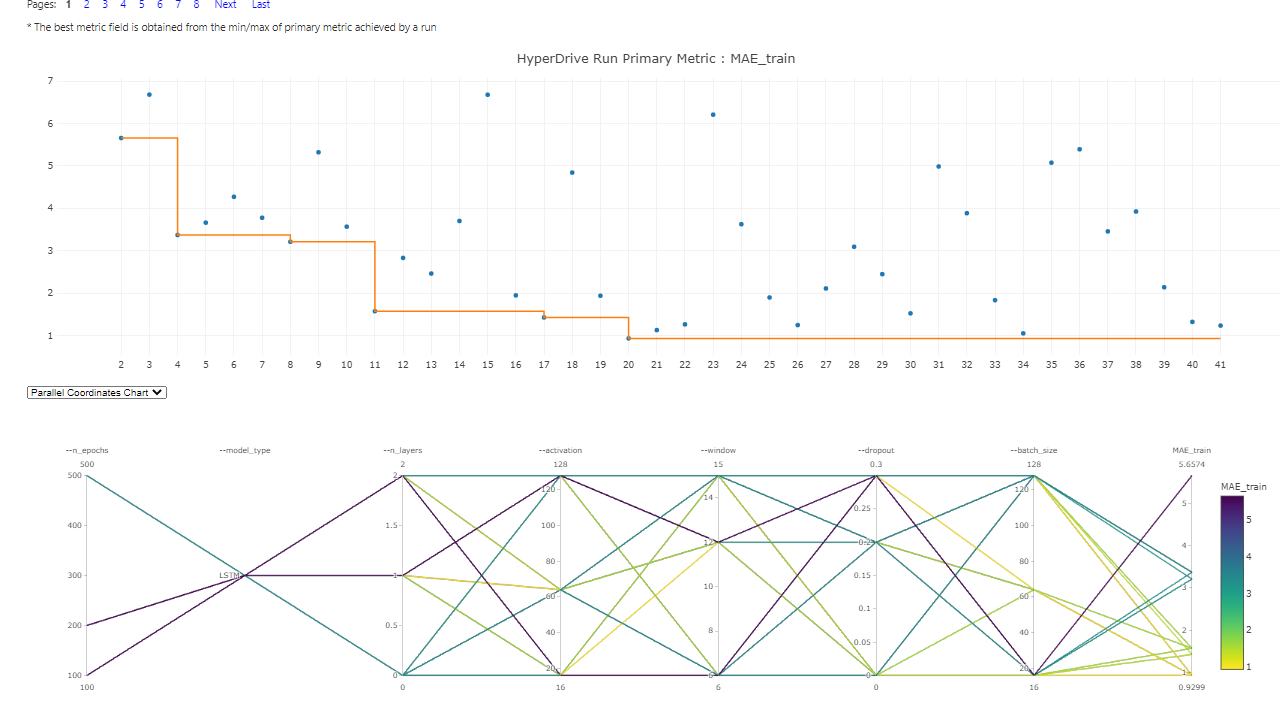 Pages: 1 2 3 4 5 6 7 8 Next Last
* The best metric field is obtained from the min/max of primary metric achieved by a run
HyperDrive Run Primary Metric : MAE_train
7
6
5
4
3
2
1
2 3 4 5 6 7 8 9 10 11 12 13 14 15 16 17 18 19 20 21 22 23 24 25 26 27 28 29 30 31 32 33 34 35 36 37 38 39 40 41
Parallel Coordinates Chart
--n_epochs --model_type --n_layers --activation --window --dropout --batch_size MAE_train
500 2 128 15 0.3 128 5.6574
MAE_train
500 2
120 14 0.25 120 5
5
400 1.5 100 12 0.2 100 4
4
300 LSTM 1 80 10 0.15 80 3
3
60 60
200 0.5 40 8 0.1 40 2
2
20 0.05 20 1
1
100 0 6 0
100 0 16 6 0 16 0.9299